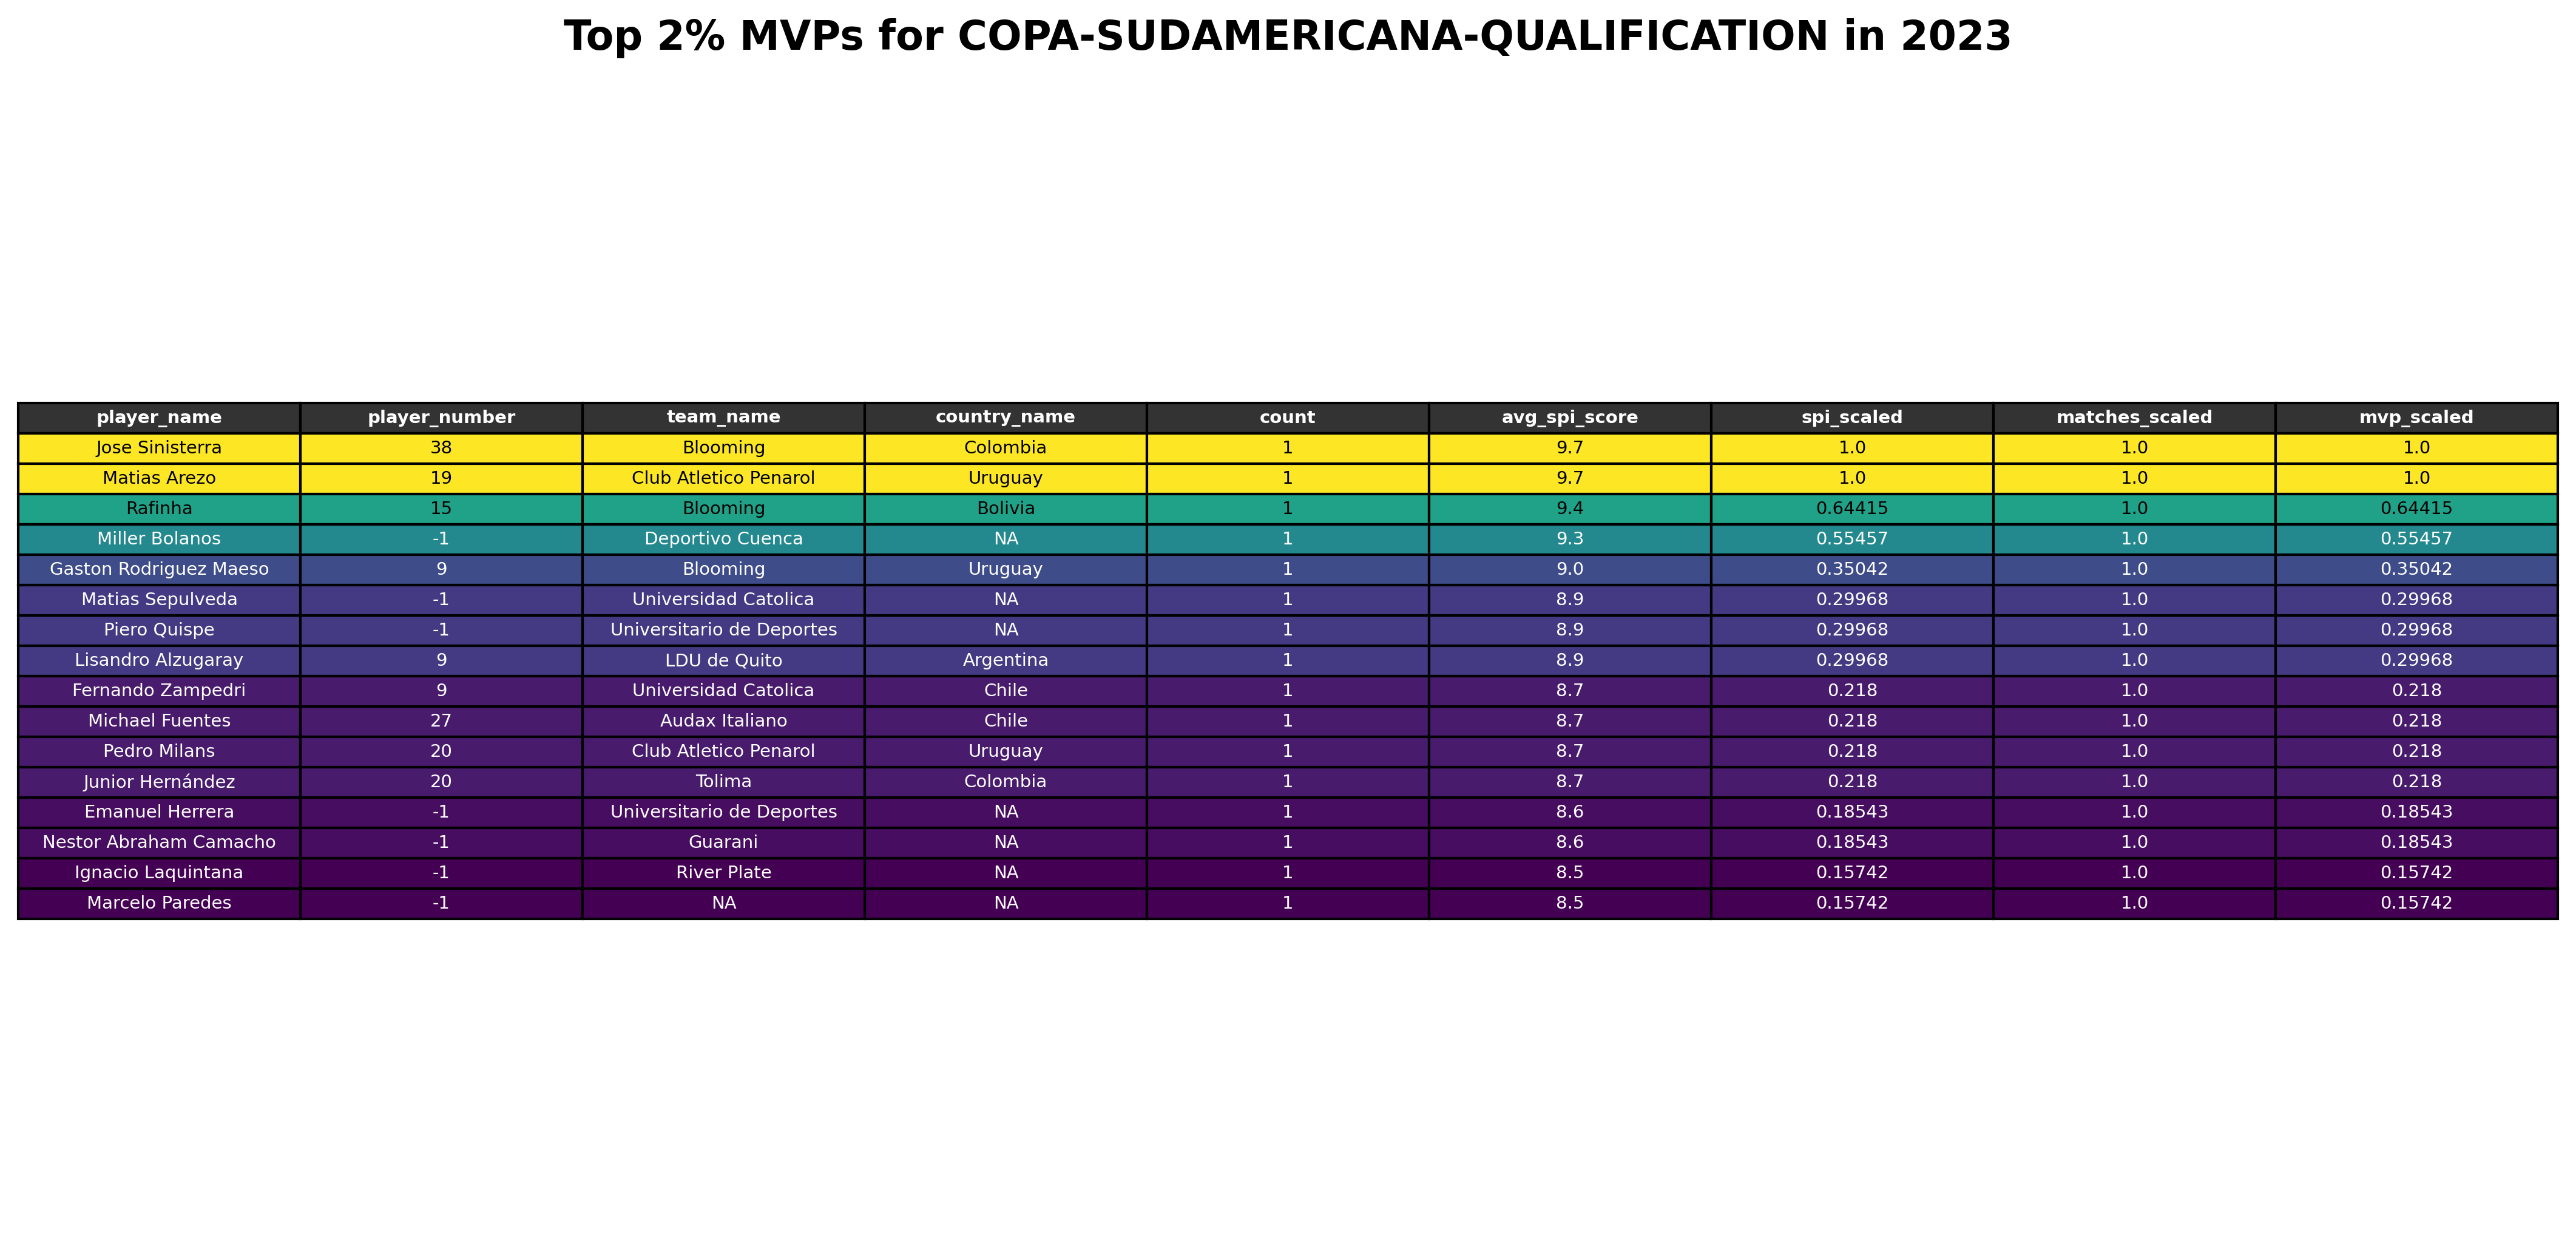 Top 2% MVPs for COPA-SUDAMERICANA-QUALIFICATION in 2023
player_name player_number team_name country_name count avg_spi_score spi_scaled matches_scaled mvp_scaled
Jose Sinisterra 38 Blooming Colombia 1 9.7 1.0 1.0 1.0
Matias Arezo 19 Club Atletico Penarol Uruguay 1 9.7 1.0 1.0 1.0
Rafinha 15 Blooming Bolivia 1 9.4 0.64415 1.0 0.64415
Miller Bolanos -1 Deportivo Cuenca NA 1 9.3 0.55457 1.0 0.55457
Gaston Rodriguez Maeso 9 Blooming Uruguay 1 9.0 0.35042 1.0 0.35042
Matias Sepulveda -1 Universidad Catolica NA 1 8.9 0.29968 1.0 0.29968
Piero Quispe -1 Universitario de Deportes NA 1 8.9 0.29968 1.0 0.29968
Lisandro Alzugaray 9 LDU de Quito Argentina 1 8.9 0.29968 1.0 0.29968
Fernando Zampedri 9 Universidad Catolica Chile 1 8.7 0.218 1.0 0.218
Michael Fuentes 27 Audax Italiano Chile 1 8.7 0.218 1.0 0.218
Pedro Milans 20 Club Atletico Penarol Uruguay 1 8.7 0.218 1.0 0.218
Junior Hernández 20 Tolima Colombia 1 8.7 0.218 1.0 0.218
Emanuel Herrera -1 Universitario de Deportes NA 1 8.6 0.18543 1.0 0.18543
Nestor Abraham Camacho -1 Guarani NA 1 8.6 0.18543 1.0 0.18543
Ignacio Laquintana -1 River Plate NA 1 8.5 0.15742 1.0 0.15742
Marcelo Paredes -1 NA NA 1 8.5 0.15742 1.0 0.15742